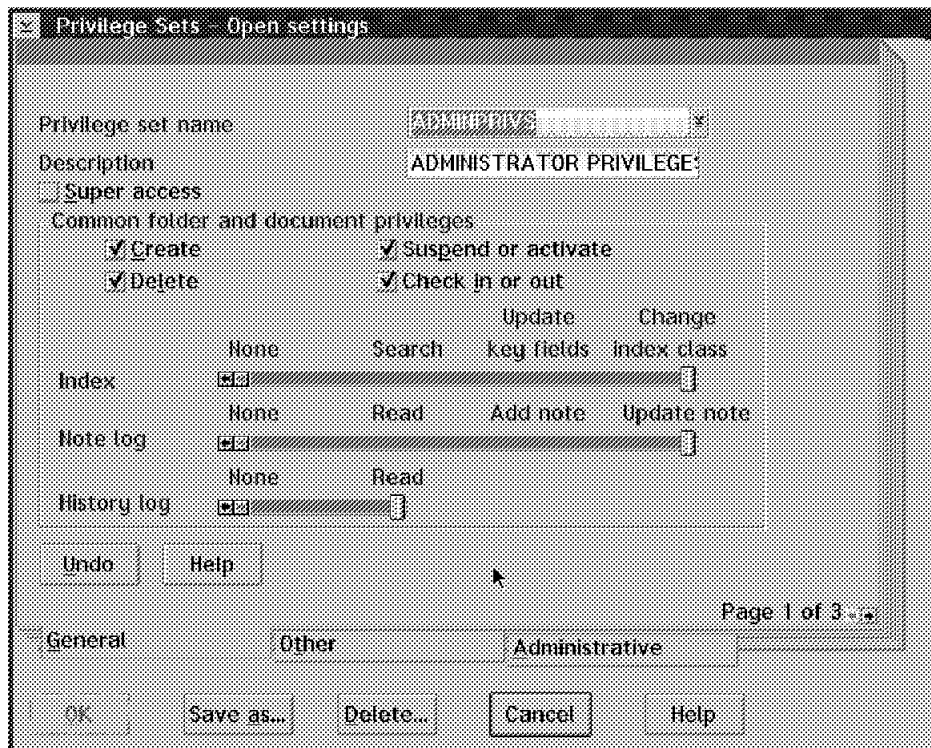 Privilege Sets - Open settings
Privilege set name ADMINPRIVS
Description ADMINISTRATOR PRIVILEGES
Super access
Common folder and document privileges
Create Suspend or activate
Delete Check in or out
Update Change
None Search key fields index class
Index
None Read Add note Update note
Note log
None Read
History log
Undo Help
Page 1 of 3
General Other Administrative
OK Save as... Delete... Cancel Help